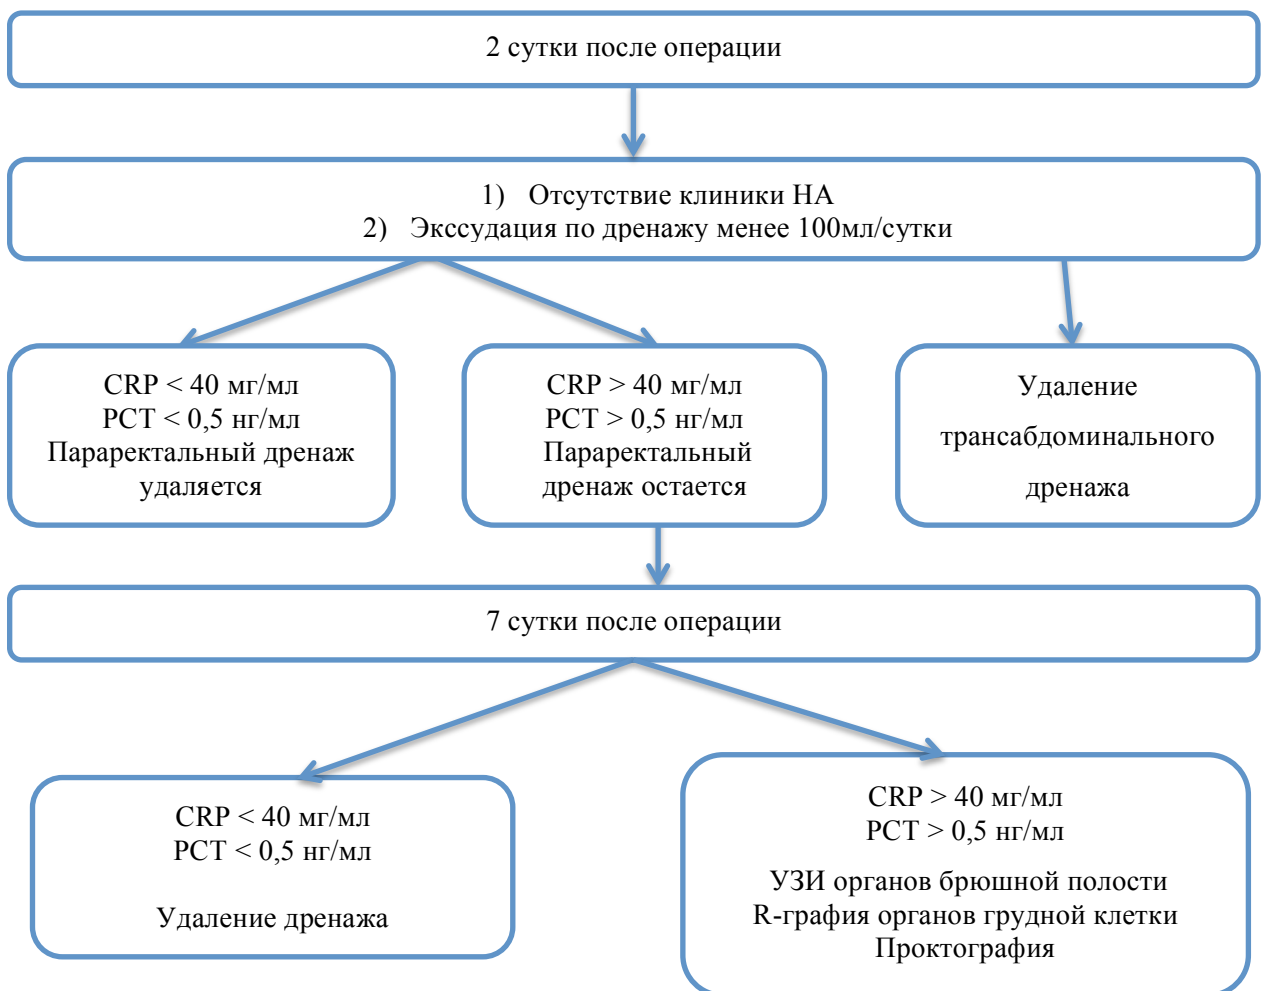 2 сутки после операции
1) Отсутствие клиники НА
2) Экссудация по дренажу менее 100мл/сутки
CRP < 40 мг/мл
PCT < 0,5 нг/мл
Параректальный дренаж
удаляется
CRP > 40 мг/мл
PCT > 0,5 нг/мл
Параректальный
дренаж остается
Удаление
трансабдоминального
дренажа
7 сутки после операции
CRP < 40 мг/мл
PCT < 0,5 нг/мл
Удаление дренажа
CRP > 40 мг/мл
PCT > 0,5 нг/мл
УЗИ органов брюшной полости
R-графия органов грудной клетки
Проктография